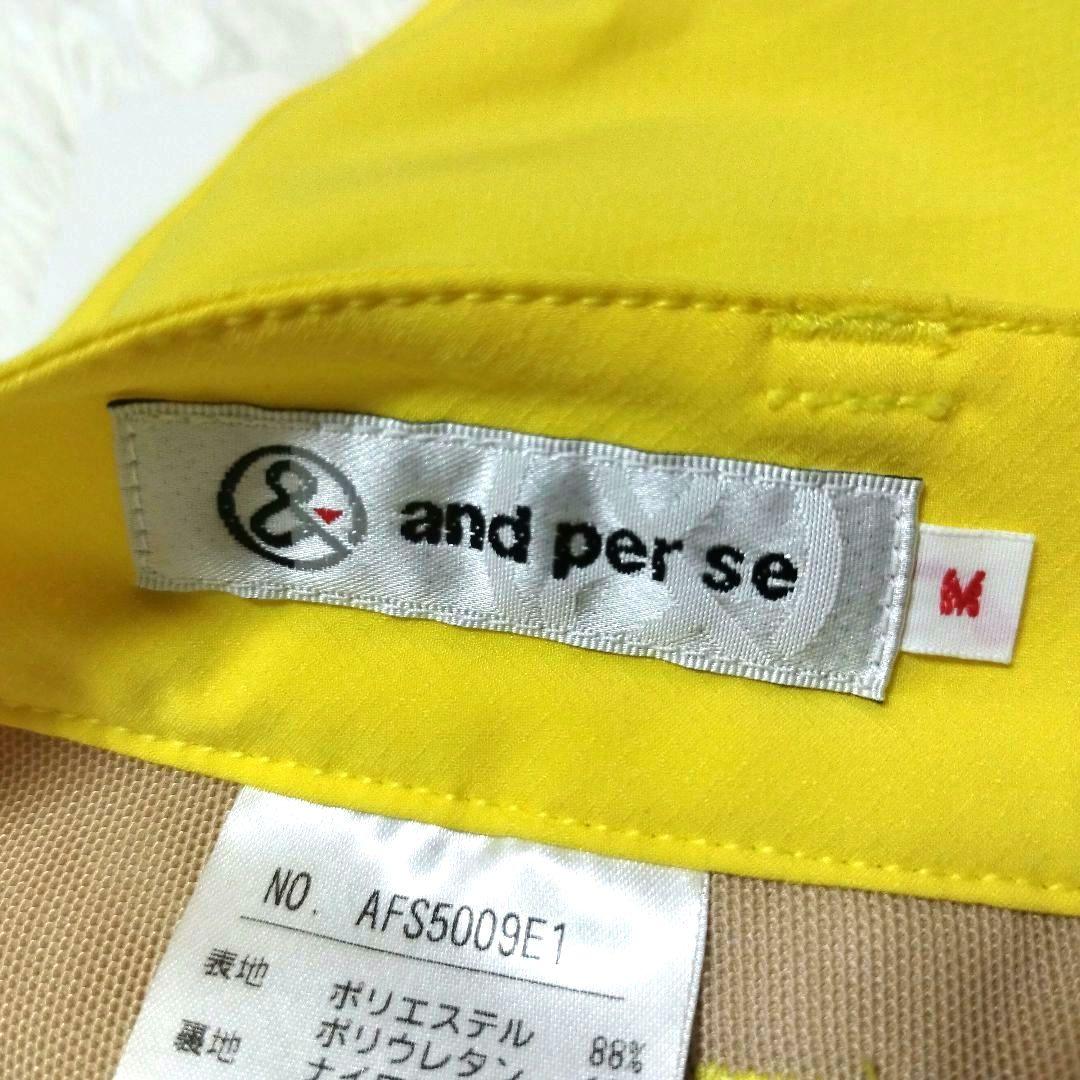 & and per se
M
NO. AFS5009E1
表地 ポリエステル 88%
ポリウレタン
裏地